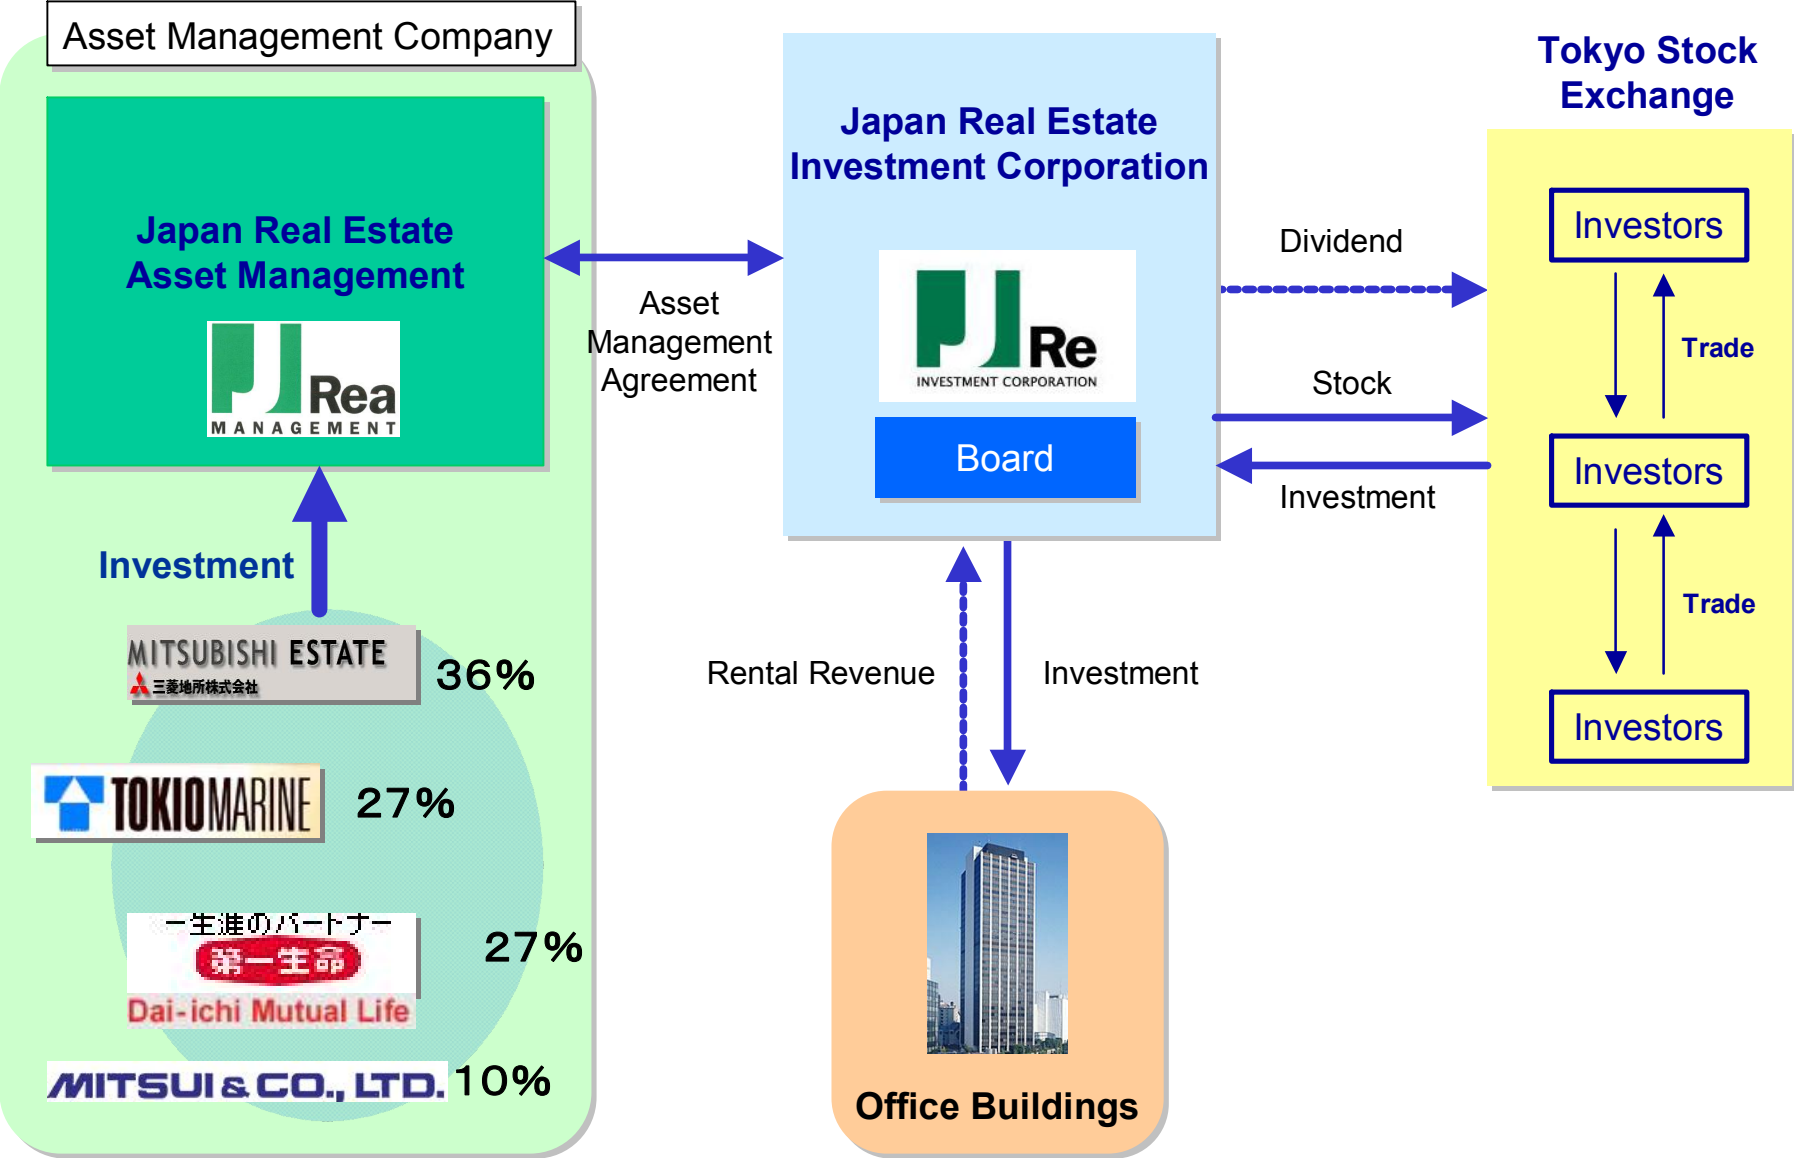 Asset Management Company
Japan Real Estate
Asset Management
J Rea
MANAGEMENT
Investment
MITSUBISHI ESTATE
三菱地所株式会社
36%
TOKIOMARINE
27%
一生涯のパートナー
第一生命
Dai-ichi Mutual Life
27%
MITSUI & CO., LTD.
10%
Asset
Management
Agreement
Japan Real Estate
Investment Corporation
J Re
INVESTMENT CORPORATION
Board
Rental Revenue
Investment
Office Buildings
Dividend
Stock
Investment
Tokyo Stock
Exchange
Investors
Trade
Investors
Trade
Investors